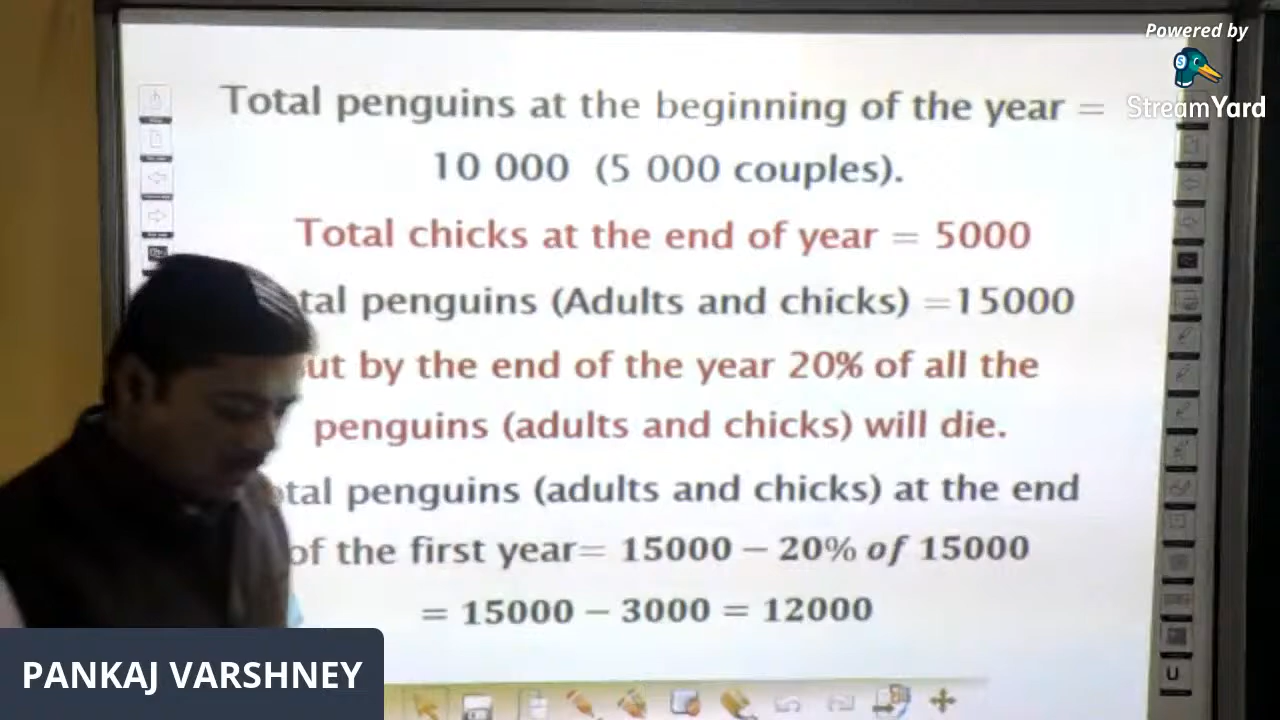 Powered by
StreamYard
Total penguins at the beginning of the year =
10 000 (5 000 couples).
Total chicks at the end of year = 5000
tal penguins (Adults and chicks) =15000
ut by the end of the year 20% of all the
penguins (adults and chicks) will die.
tal penguins (adults and chicks) at the end
of the first year= 15000 − 20% of 15000
= 15000 − 3000 = 12000
U
PANKAJ VARSHNEY